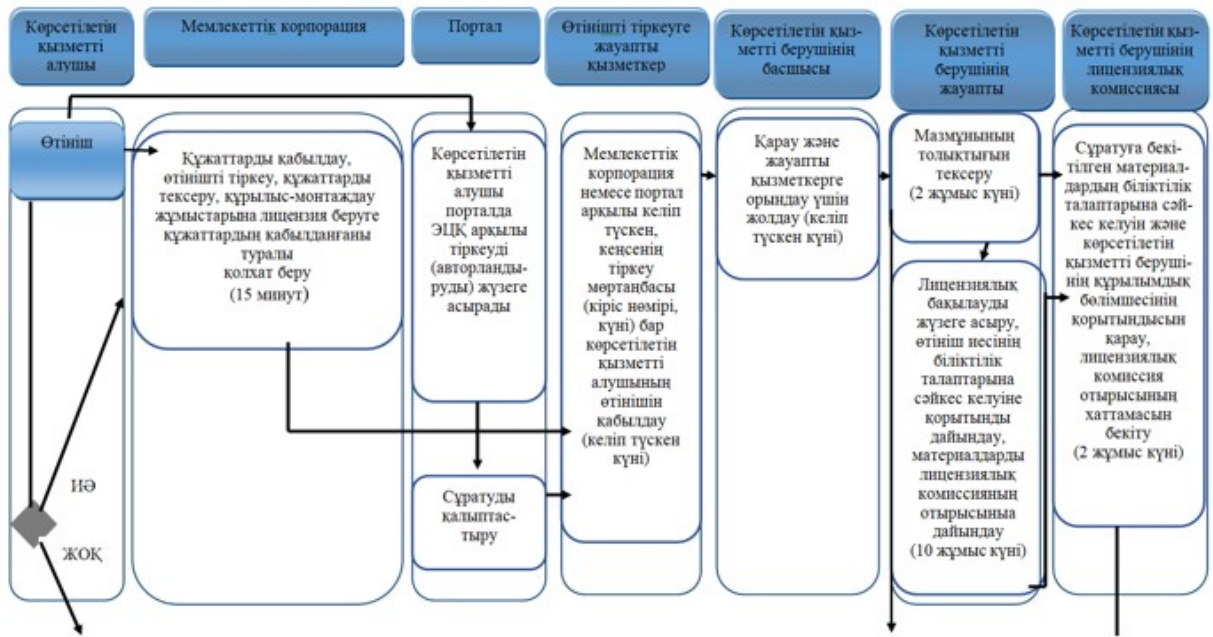 Көрсетілетін
қызметті
алушы
Мемлекеттік корпорация
Портал
Өтінішті тіркеуге
жауапты
қызметкер
Көрсетілетін қыз-
метті берушінің
басшысы
Көрсетілетін
қызметті
берушінің
жауапты
Көрсетілетін қыз-
метті берушінің
лицензиялық
комиссиясы
Өтініш
ИӘ
ЖОҚ
Құжаттарды қабылдау,
өтінішті тіркеу, құжаттарды
тексеру, құрылыс-монтаждау
жұмыстарына лицензия беруге
құжаттардың қабылданғаны
туралы
қолхат беру
(15 минут)
Көрсетілетін
қызметті
алушы
порталда
ЭЦҚ арқылы
тіркеуді
(авторланды-
руды) жүзеге
асырады
Сұратуды
қалыптас-
тыру
Мемлекеттік
корпорация
немесе портал
арқылы келіп
түскен,
кеңсенің
тіркеу
мөртаңбасы
(кіріс нөмірі,
күні) бар
көрсетілетін
қызметті
алушының
өтінішін
қабылдау
(келіп түскен
күні)
Қарау және
жауапты
қызметкерге
орындау үшін
жолдау (келіп
түскен күні)
Мазмұнының
толықтығын
тексеру
(2 жұмыс күні)
Лицензиялық
бақылауды
жүзеге асыру,
өтініш иесінің
біліктілік
талаптарына
сәйкес келуіне
қорытынды
дайындау,
материалдарды
лицензиялық
комиссияның
отырысыныа
дайындау
(10 жұмыс күні)
Сұратуға бекі-
тілген материал-
дардың біліктілік
талаптарына сәй-
кес келуін және
көрсетілетін
қызметті беруші-
нің құрылымдық
бөлімшесінің
қорытындысын
қарау,
лицензиялық
комиссия
отырысының
хаттамасын
бекіту
(2 жұмыс күні)